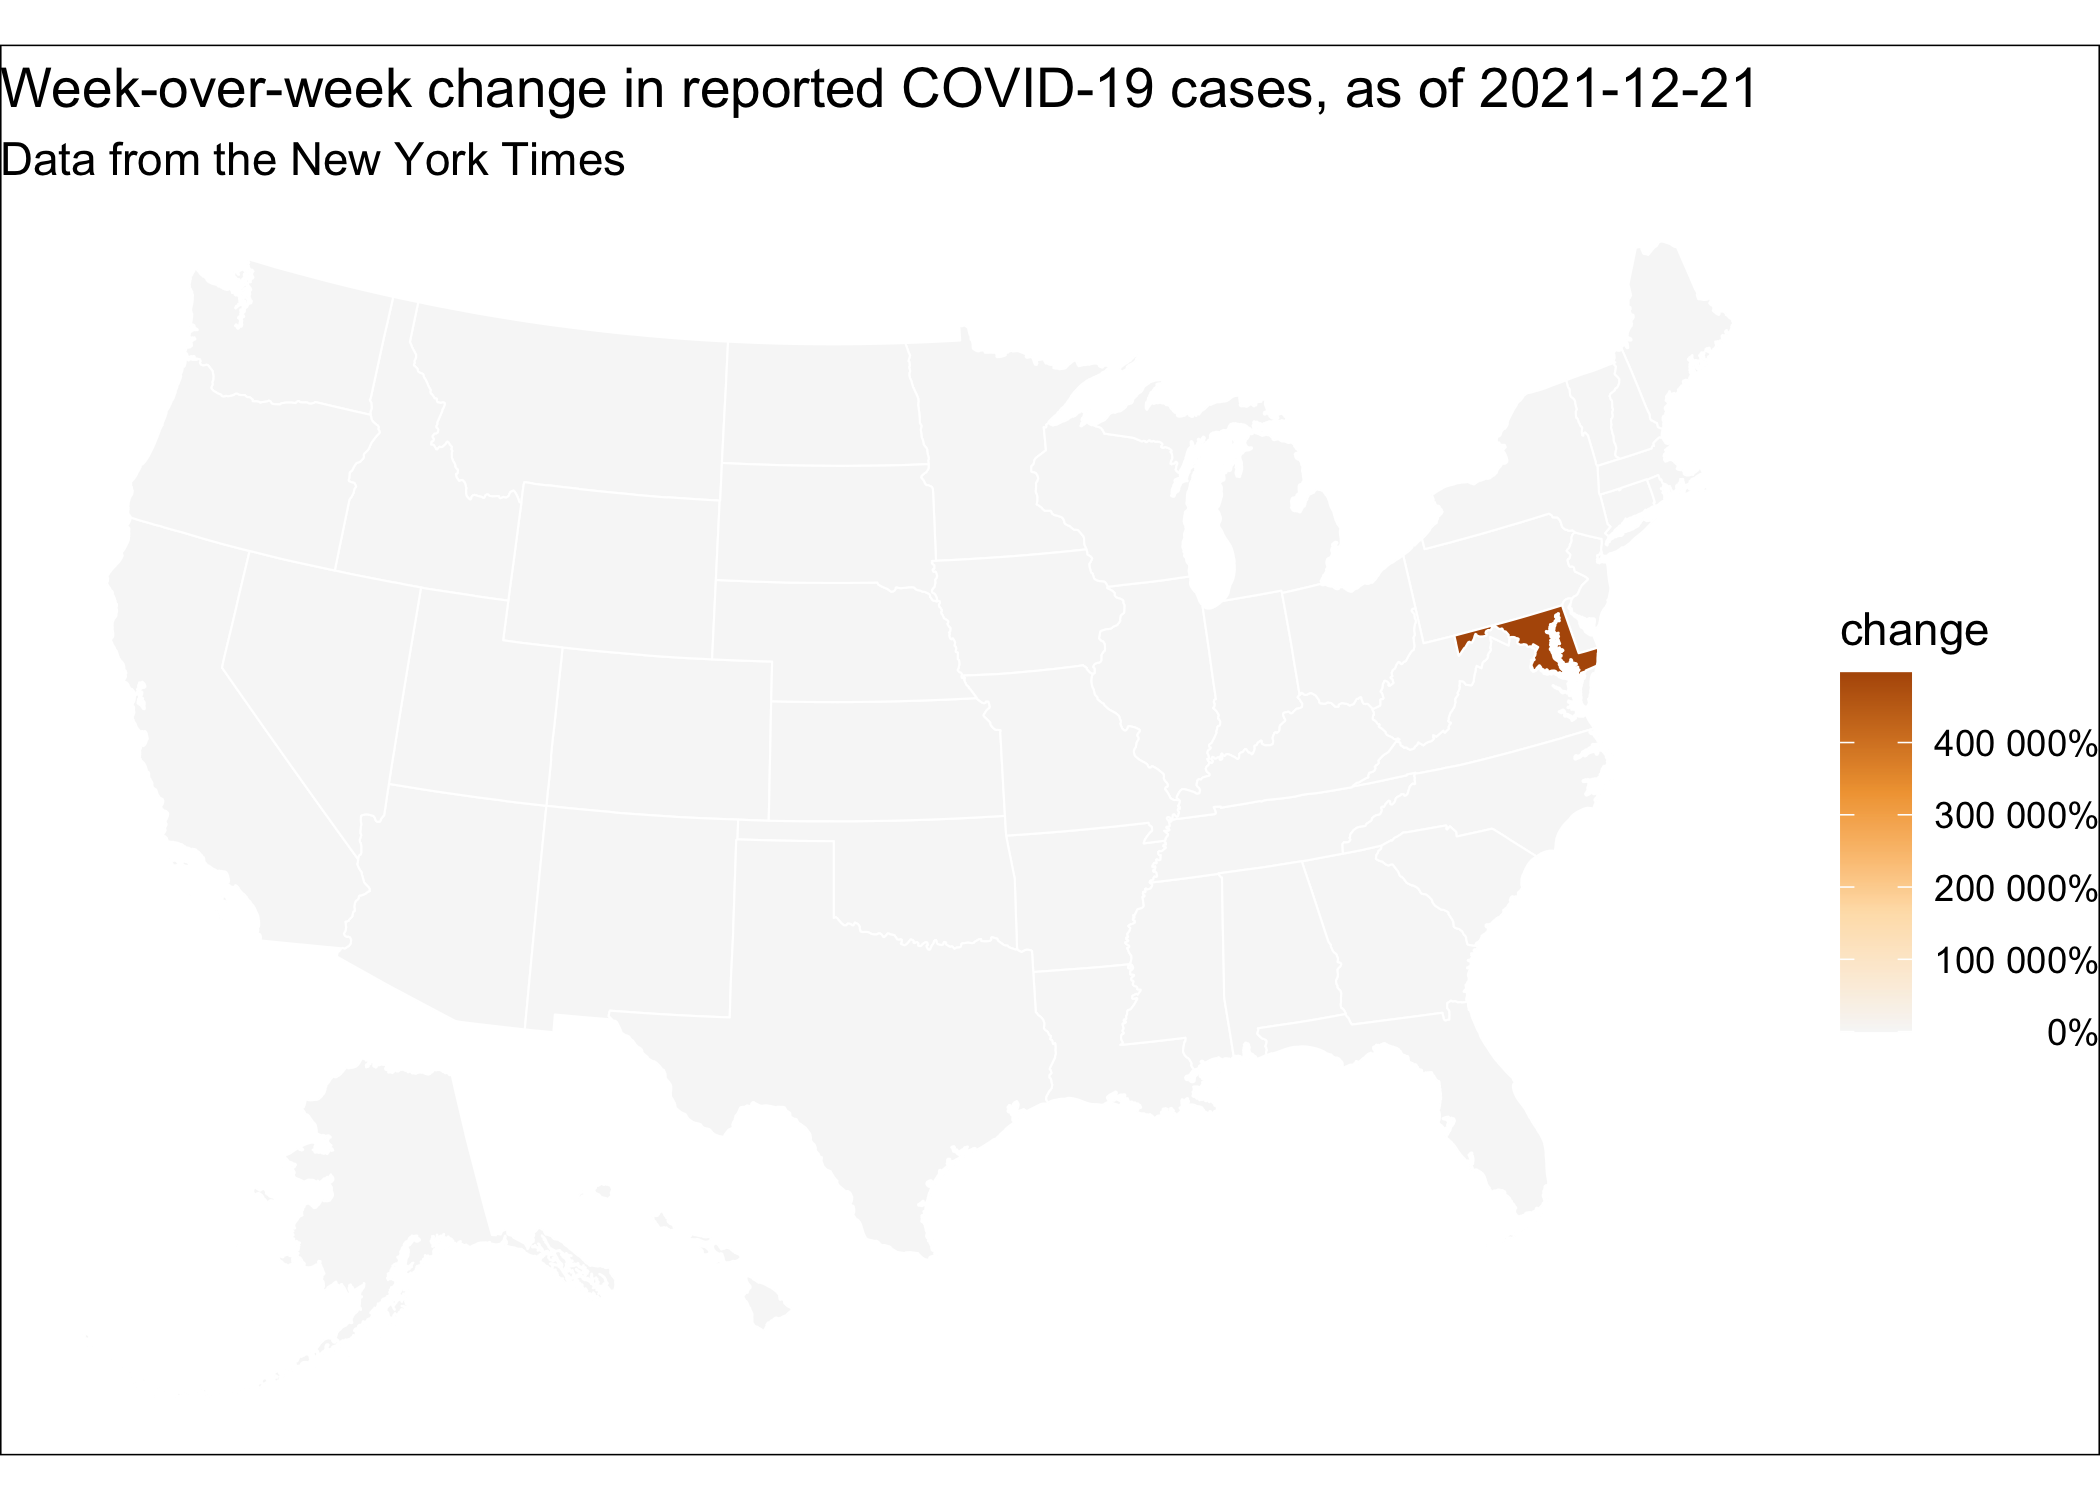 Week-over-week change in reported COVID-19 cases, as of 2021-12-21
Data from the New York Times
change
400 000%
300 000%
200 000%
100 000%
0%